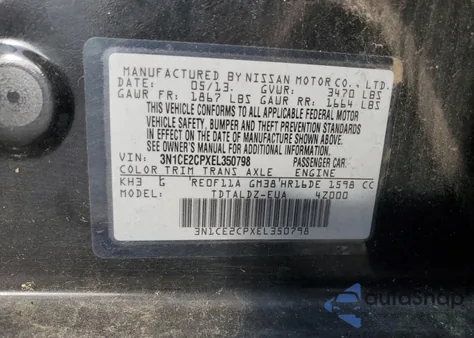 MANUFACTURED BY NISSAN MOTOR CO., LTD.
DATE: 05/13. GVWR: 3470 LBS
GAWR FR: 1867 LBS GAWR RR: 1664 LBS
THIS VEHICLE CONFORMS TO ALL APPLICABLE FEDERAL MOTOR
VEHICLE SAFETY, BUMPER AND THEFT PREVENTION STANDARDS
IN EFFECT ON THE DATE OF MANUFACTURE SHOWN ABOVE.
SEE OWNER'S MANUAL FOR ADDITIONAL INFORMATION
VIN: 3N1CE2CPXEL350798 PASSENGER CAR
COLOR TRIM TRANS AXLE ENGINE
KH3 G RE0F11A GM38 HR16DE 1598 CC
MODEL: TDTALDZ-EUA 4Z000
3N1CE2CPXEL350798
autosnap